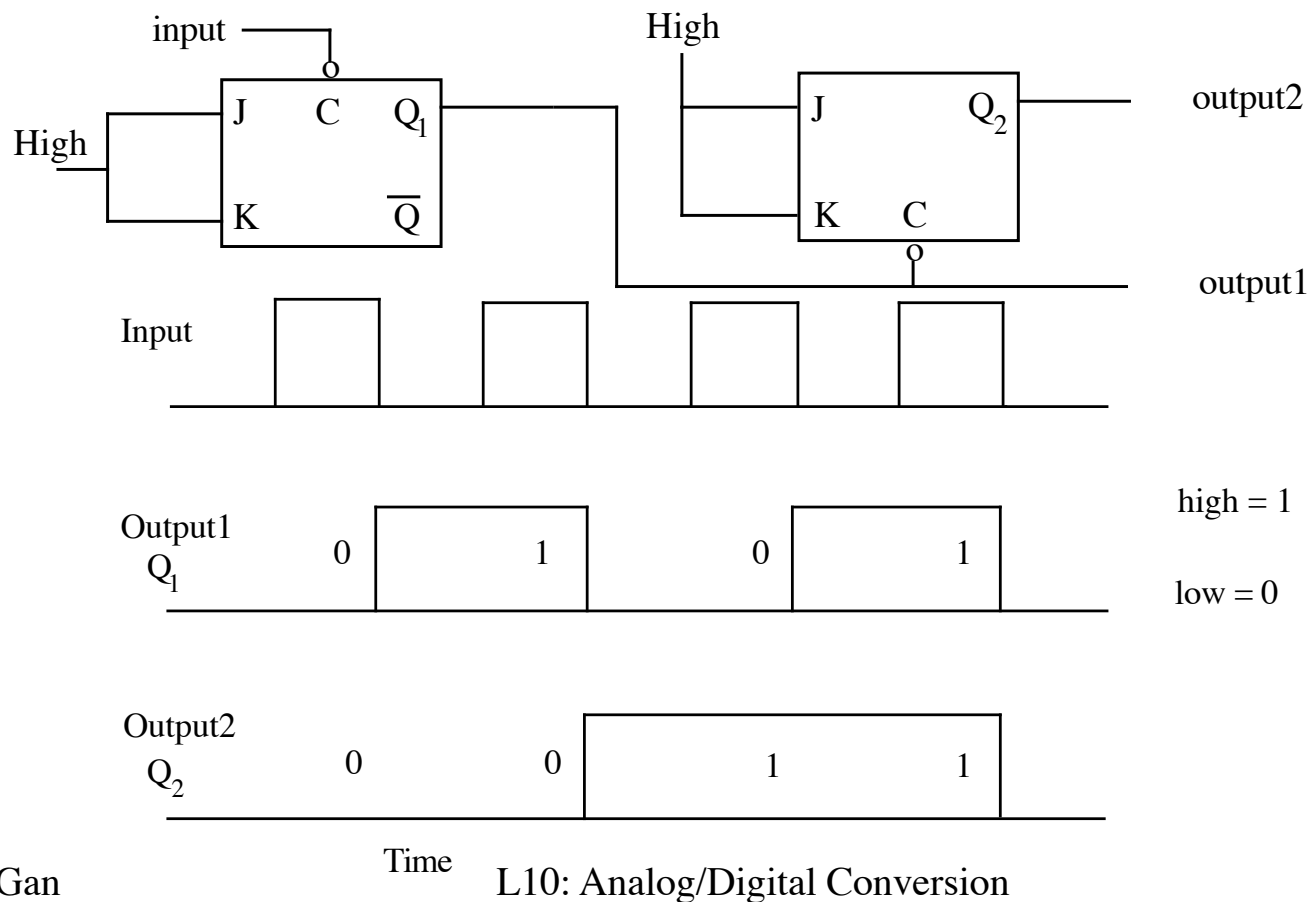 input
High
J C Q1
High
K Q̅
J Q2
K C
output2
output1
Input
Output1
Q1
0 1 0 1
high = 1
low = 0
Output2
Q2
0 0 1 1
Time
Gan
L10: Analog/Digital Conversion